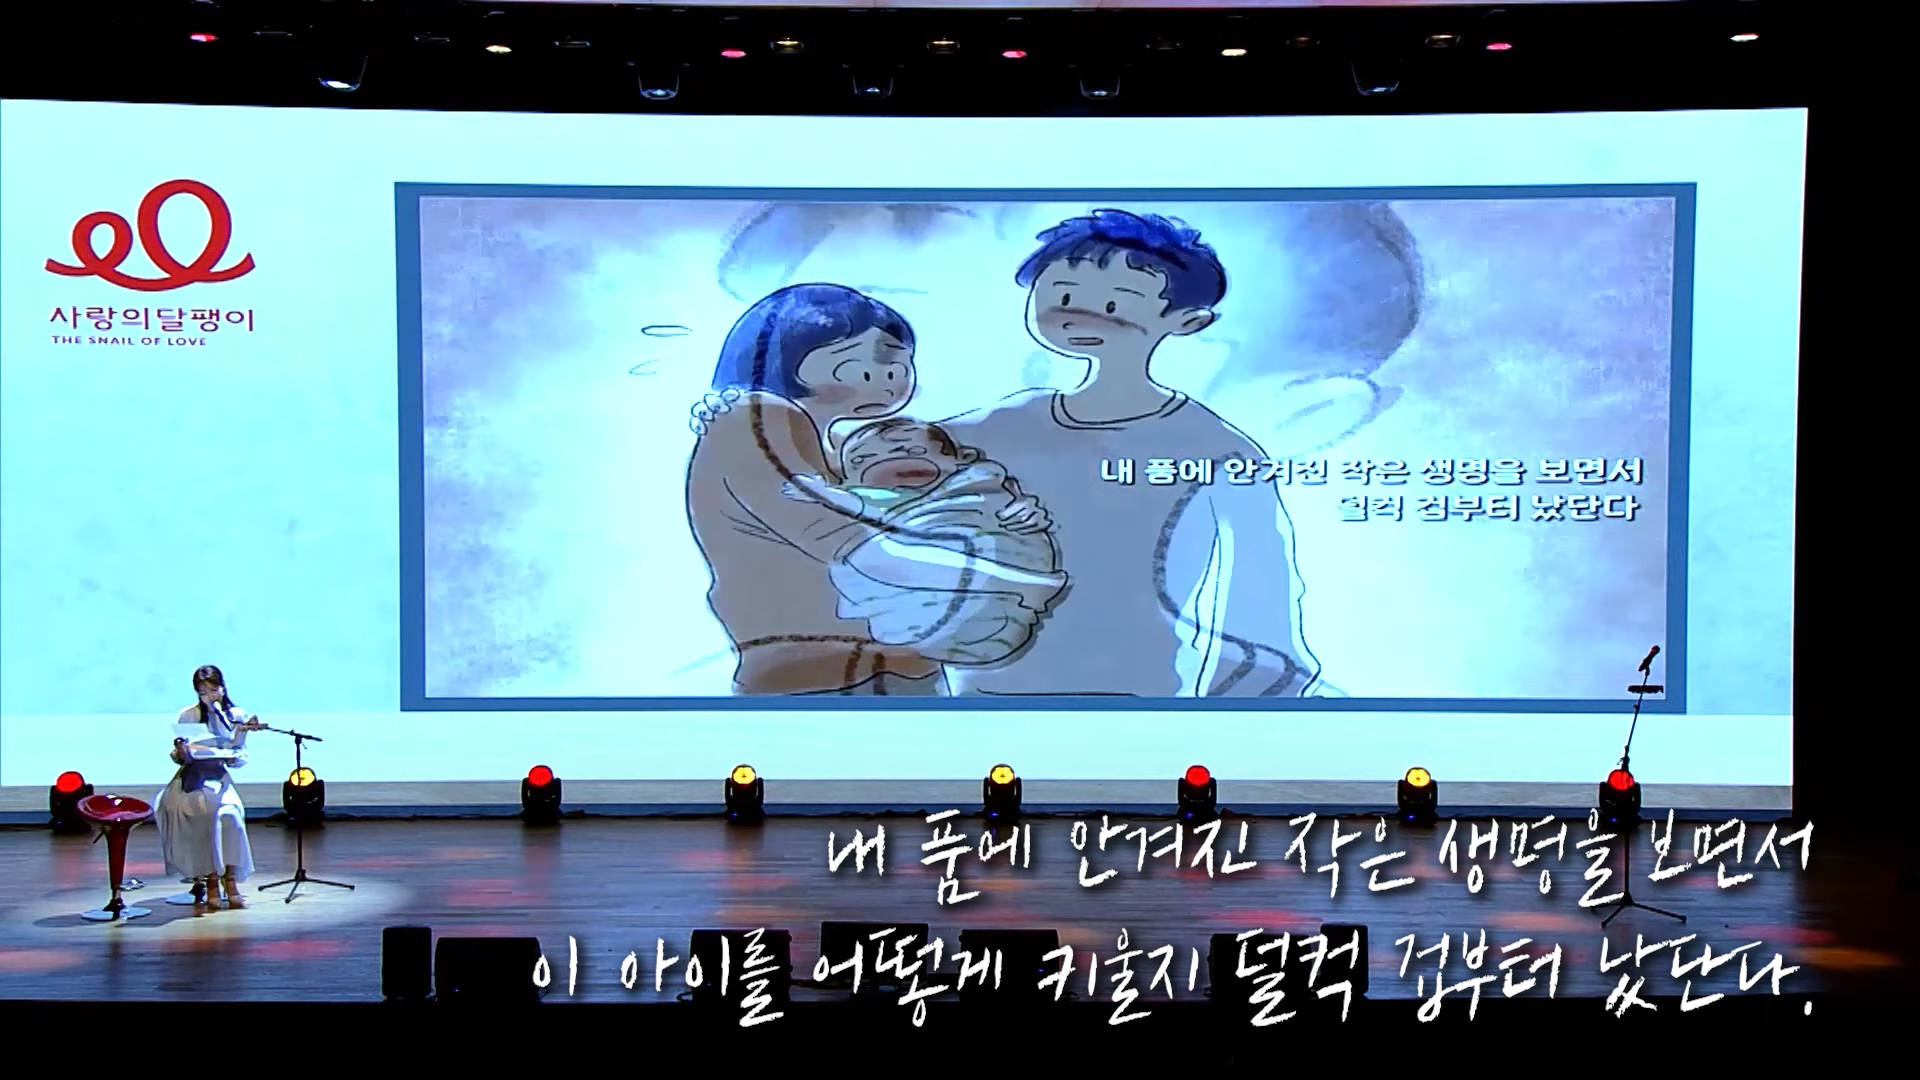 사랑의달팽이
THE SNAIL OF LOVE
내 품에 안겨진 작은 생명을 보면서
덜컥 겁부터 났단다
내 품에 안겨진 작은 생명을 보면서
이 아이를 어떻게 키울지 덜컥 겁부터 났단다.